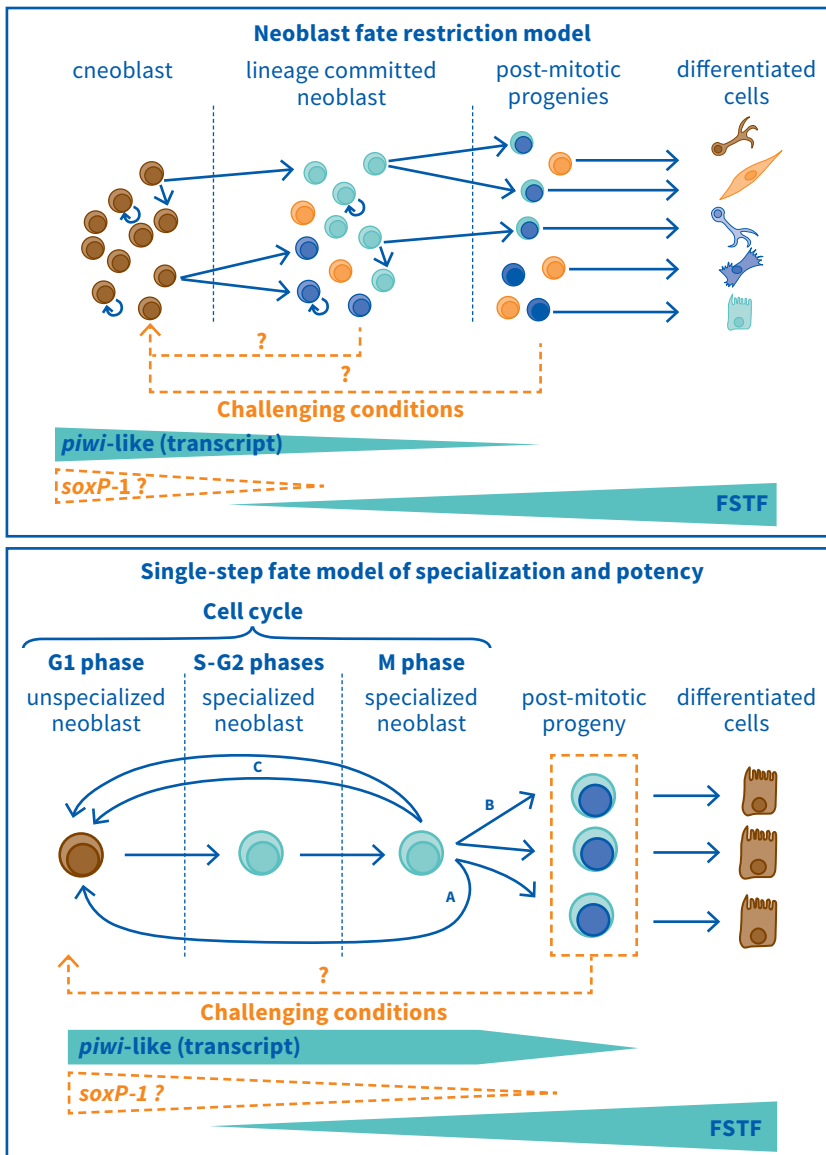 Neoblast fate restriction model
cneoblast
lineage committed
neoblast
post-mitotic
progenies
differentiated
cells
?
?
Challenging conditions
piwi-like (transcript)
soxP-1 ?
FSTF
Single-step fate model of specialization and potency
Cell cycle
G1 phase
S-G2 phases
M phase
unspecialized
neoblast
specialized
neoblast
specialized
neoblast
post-mitotic
progeny
differentiated
cells
C
B
A
?
Challenging conditions
piwi-like (transcript)
soxP-1 ?
FSTF